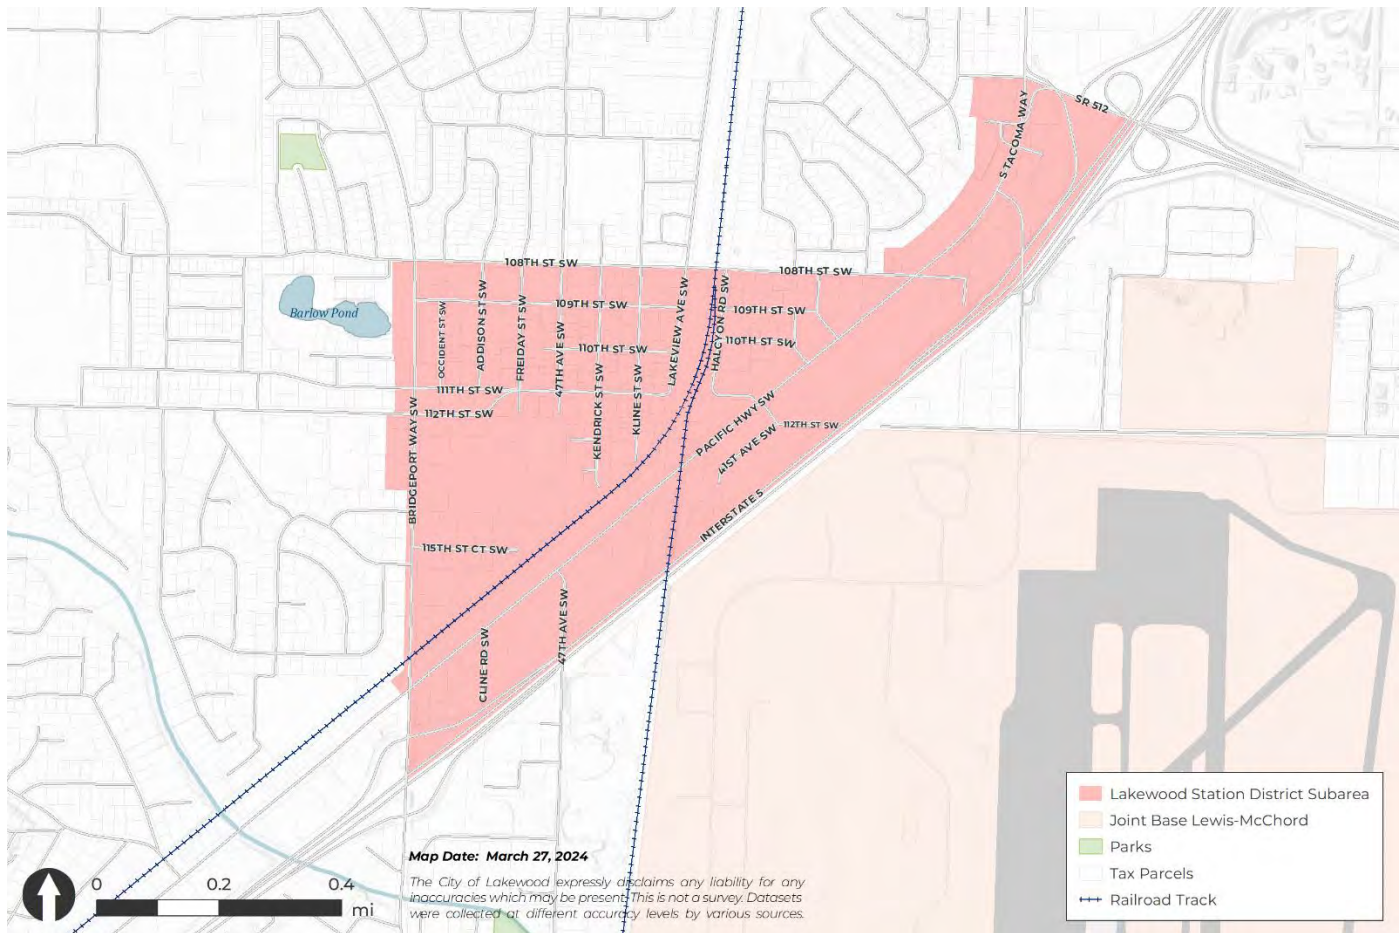 SR 512
S TACOMA WAY
108TH ST SW
108TH ST SW
Barlow Pond
OCCIDENT ST SW
ADDISON ST SW
FREIDAY ST SW
109TH ST SW
47TH AVE SW
110TH ST SW
KENDRICK ST SW
KLINE ST SW
LAKEVIEW AVE SW
HALCYON RD SW
109TH ST SW
110TH ST SW
111TH ST SW
112TH ST SW
BRIDGEPORT WAY SW
PACIFIC HWY SW
112TH ST SW
41ST AVE SW
INTERSTATE 5
115TH ST CT SW
CLINE RD SW
47TH AVE SW
Lakewood Station District Subarea
Joint Base Lewis-McChord
Parks
Tax Parcels
Railroad Track
Map Date: March 27, 2024
The City of Lakewood expressly disclaims any liability for any
inaccuracies which may be present. This is not a survey. Datasets
were collected at different accuracy levels by various sources.
0 0.2 0.4
mi